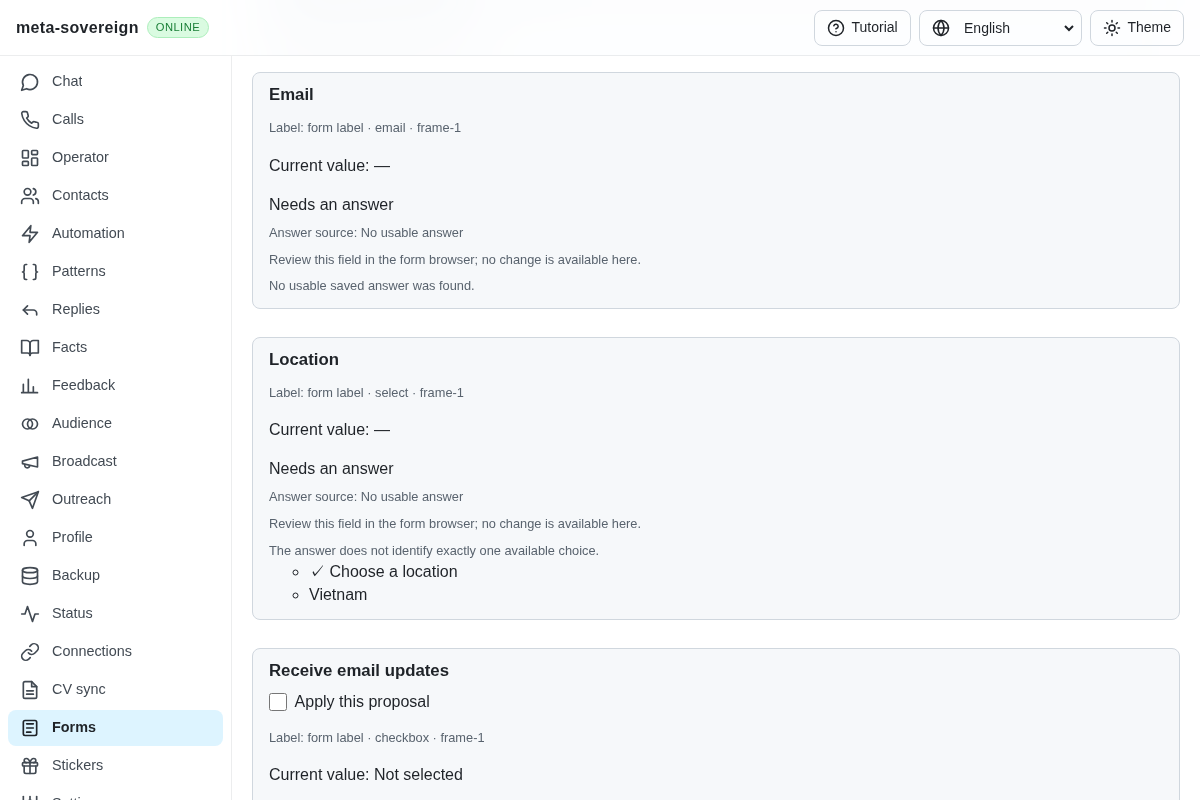 meta-sovereign
ONLINE
Tutorial
English
Theme
Chat
Calls
Operator
Contacts
Automation
Patterns
Replies
Facts
Feedback
Audience
Broadcast
Outreach
Profile
Backup
Status
Connections
CV sync
Forms
Stickers
Email
Label: form label · email · frame-1
Current value: —
Needs an answer
Answer source: No usable answer
Review this field in the form browser; no change is available here.
No usable saved answer was found.
Location
Label: form label · select · frame-1
Current value: —
Needs an answer
Answer source: No usable answer
Review this field in the form browser; no change is available here.
The answer does not identify exactly one available choice.
✓ Choose a location
Vietnam
Receive email updates
Apply this proposal
Label: form label · checkbox · frame-1
Current value: Not selected